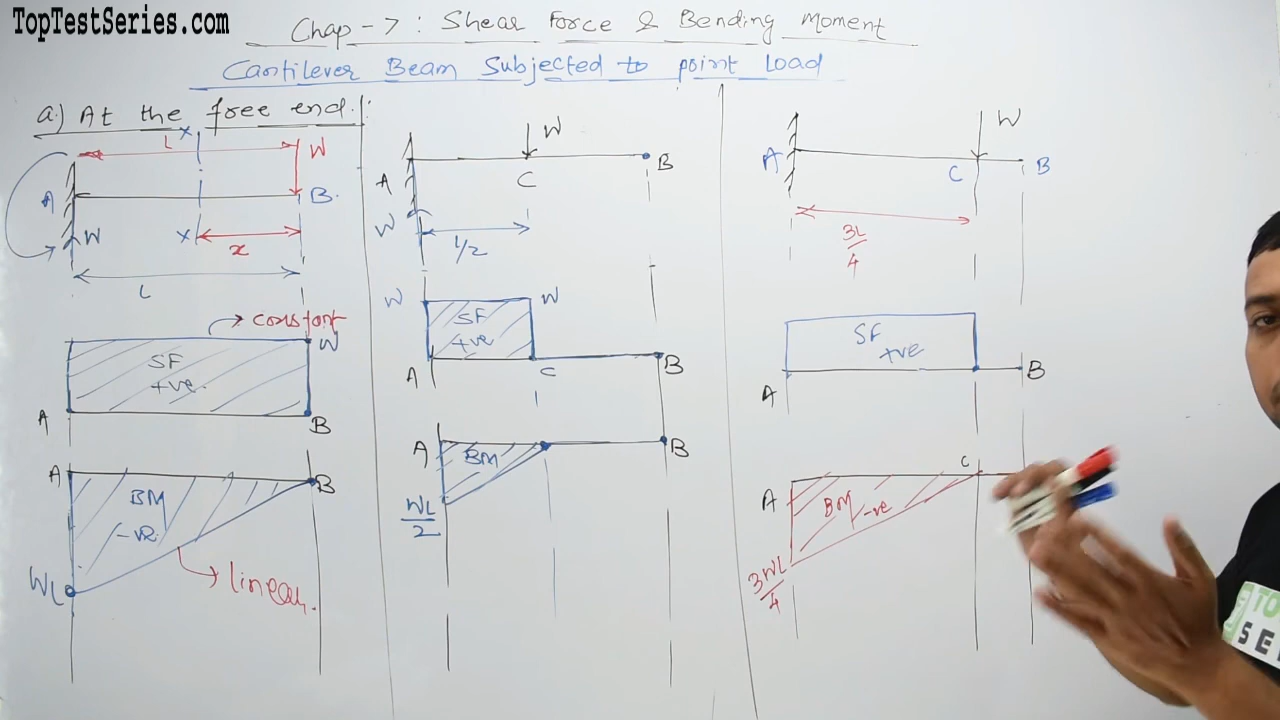 TopTestSeries.com
Chap-7: Shear Force & Bending Moment
Cantilever Beam Subjected to point Load
a.) At the free end:
x
L
W
A
B.
W
x
x
L
constant
W
SF
+ve.
A
B
A
B
BM
-ve
WL
linear.
W
A
C
B
W
L/2
W
W
SF
+ve
A
C
B
A
B
BM
WL/2
W
A
C
B
3L/4
SF
+ve
A
B
C
A
BM -ve
3WL/4
TO
SE